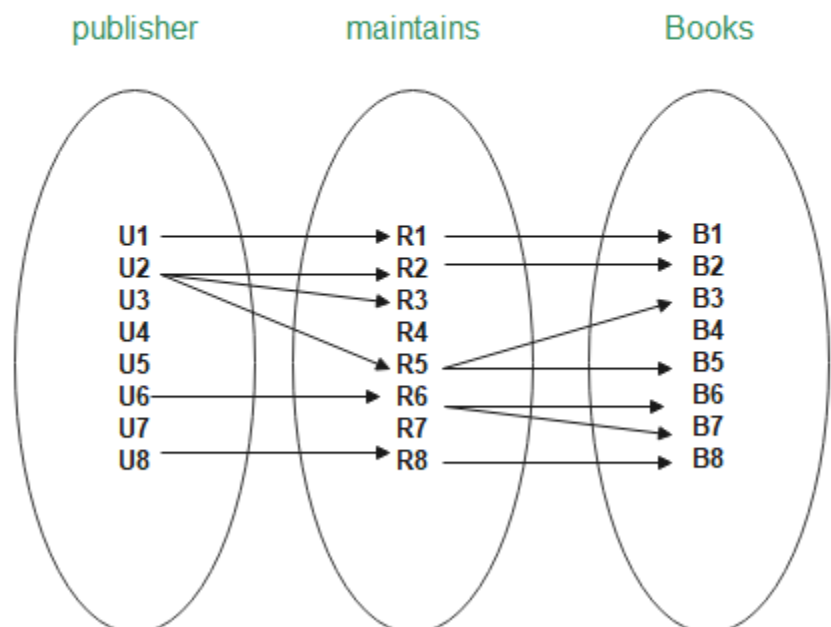 publisher maintains Books
U1 R1 B1
U2 R2 B2
U3 R3 B3
U4 R4 B4
U5 R5 B5
U6 R6 B6
U7 R7 B7
U8 R8 B8